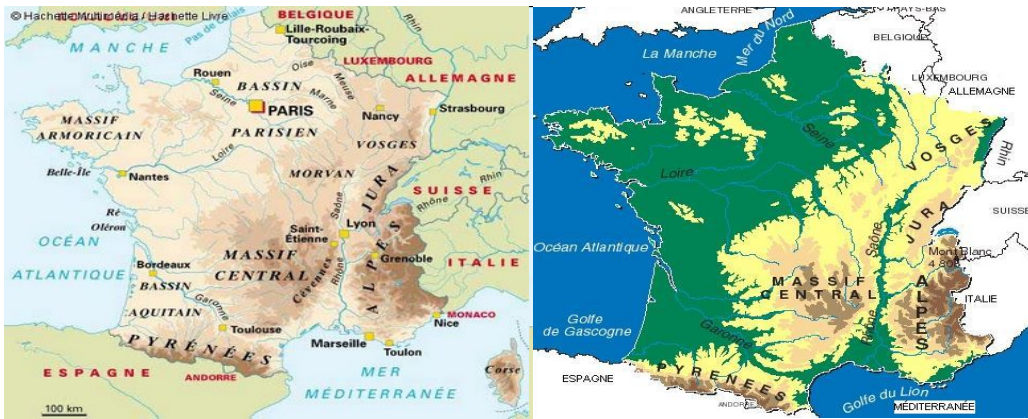 © Hachette Multimédia / Hachette Livre
BELGIQUE
Pas de Calais
Lille-Roubaix-
Tourcoing
MANCHE
LUXEMBOURG
Oise
Rouen
BASSIN
Meuse
ALLEMAGNE
Seine
Marne
PARIS
Strasbourg
Nancy
MASSIF
ARMORICAIN
PARISIEN
VOSGES
Loire
MORVAN
Belle-Île
Nantes
Rhin
SUISSE
JURA
Saône
Rhône
Ré
Oléron
Lyon
Saint-
Étienne
OCÉAN
ATLANTIQUE
MASSIF
CENTRAL
Cévennes
Rhône
ALPES
Grenoble
ITALIE
Bordeaux
BASSIN
AQUITAIN
Garonne
Toulouse
MONACO
Nice
Marseille
Toulon
PYRÉNÉES
ANDORRE
ESPAGNE
MER
MÉDITERRANÉE
Corse
100 km
ANGLETERRE
PAYS-BAS
Mer du Nord
BELGIQUE
La Manche
LUXEMBOURG
ALLEMAGNE
Seine
VOSGES
Rhin
Loire
SUISSE
JURA
Saône
Océan Atlantique
Mont Blanc
MASSIF
CENTRAL
ALPES
ITALIE
Golfe
de Gascogne
Garonne
Rhône
PYRENEES
ESPAGNE
ANDORRE
Golfe du Lion
MÉDITERRANÉE